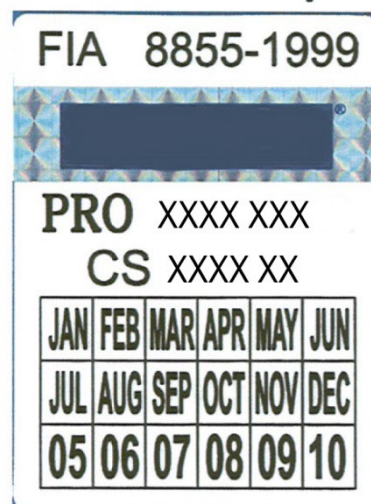 FIA 8855-1999
®
PRO XXXX XXX
CS XXXX XX
JAN FEB MAR APR MAY JUN
JUL AUG SEP OCT NOV DEC
05 06 07 08 09 10